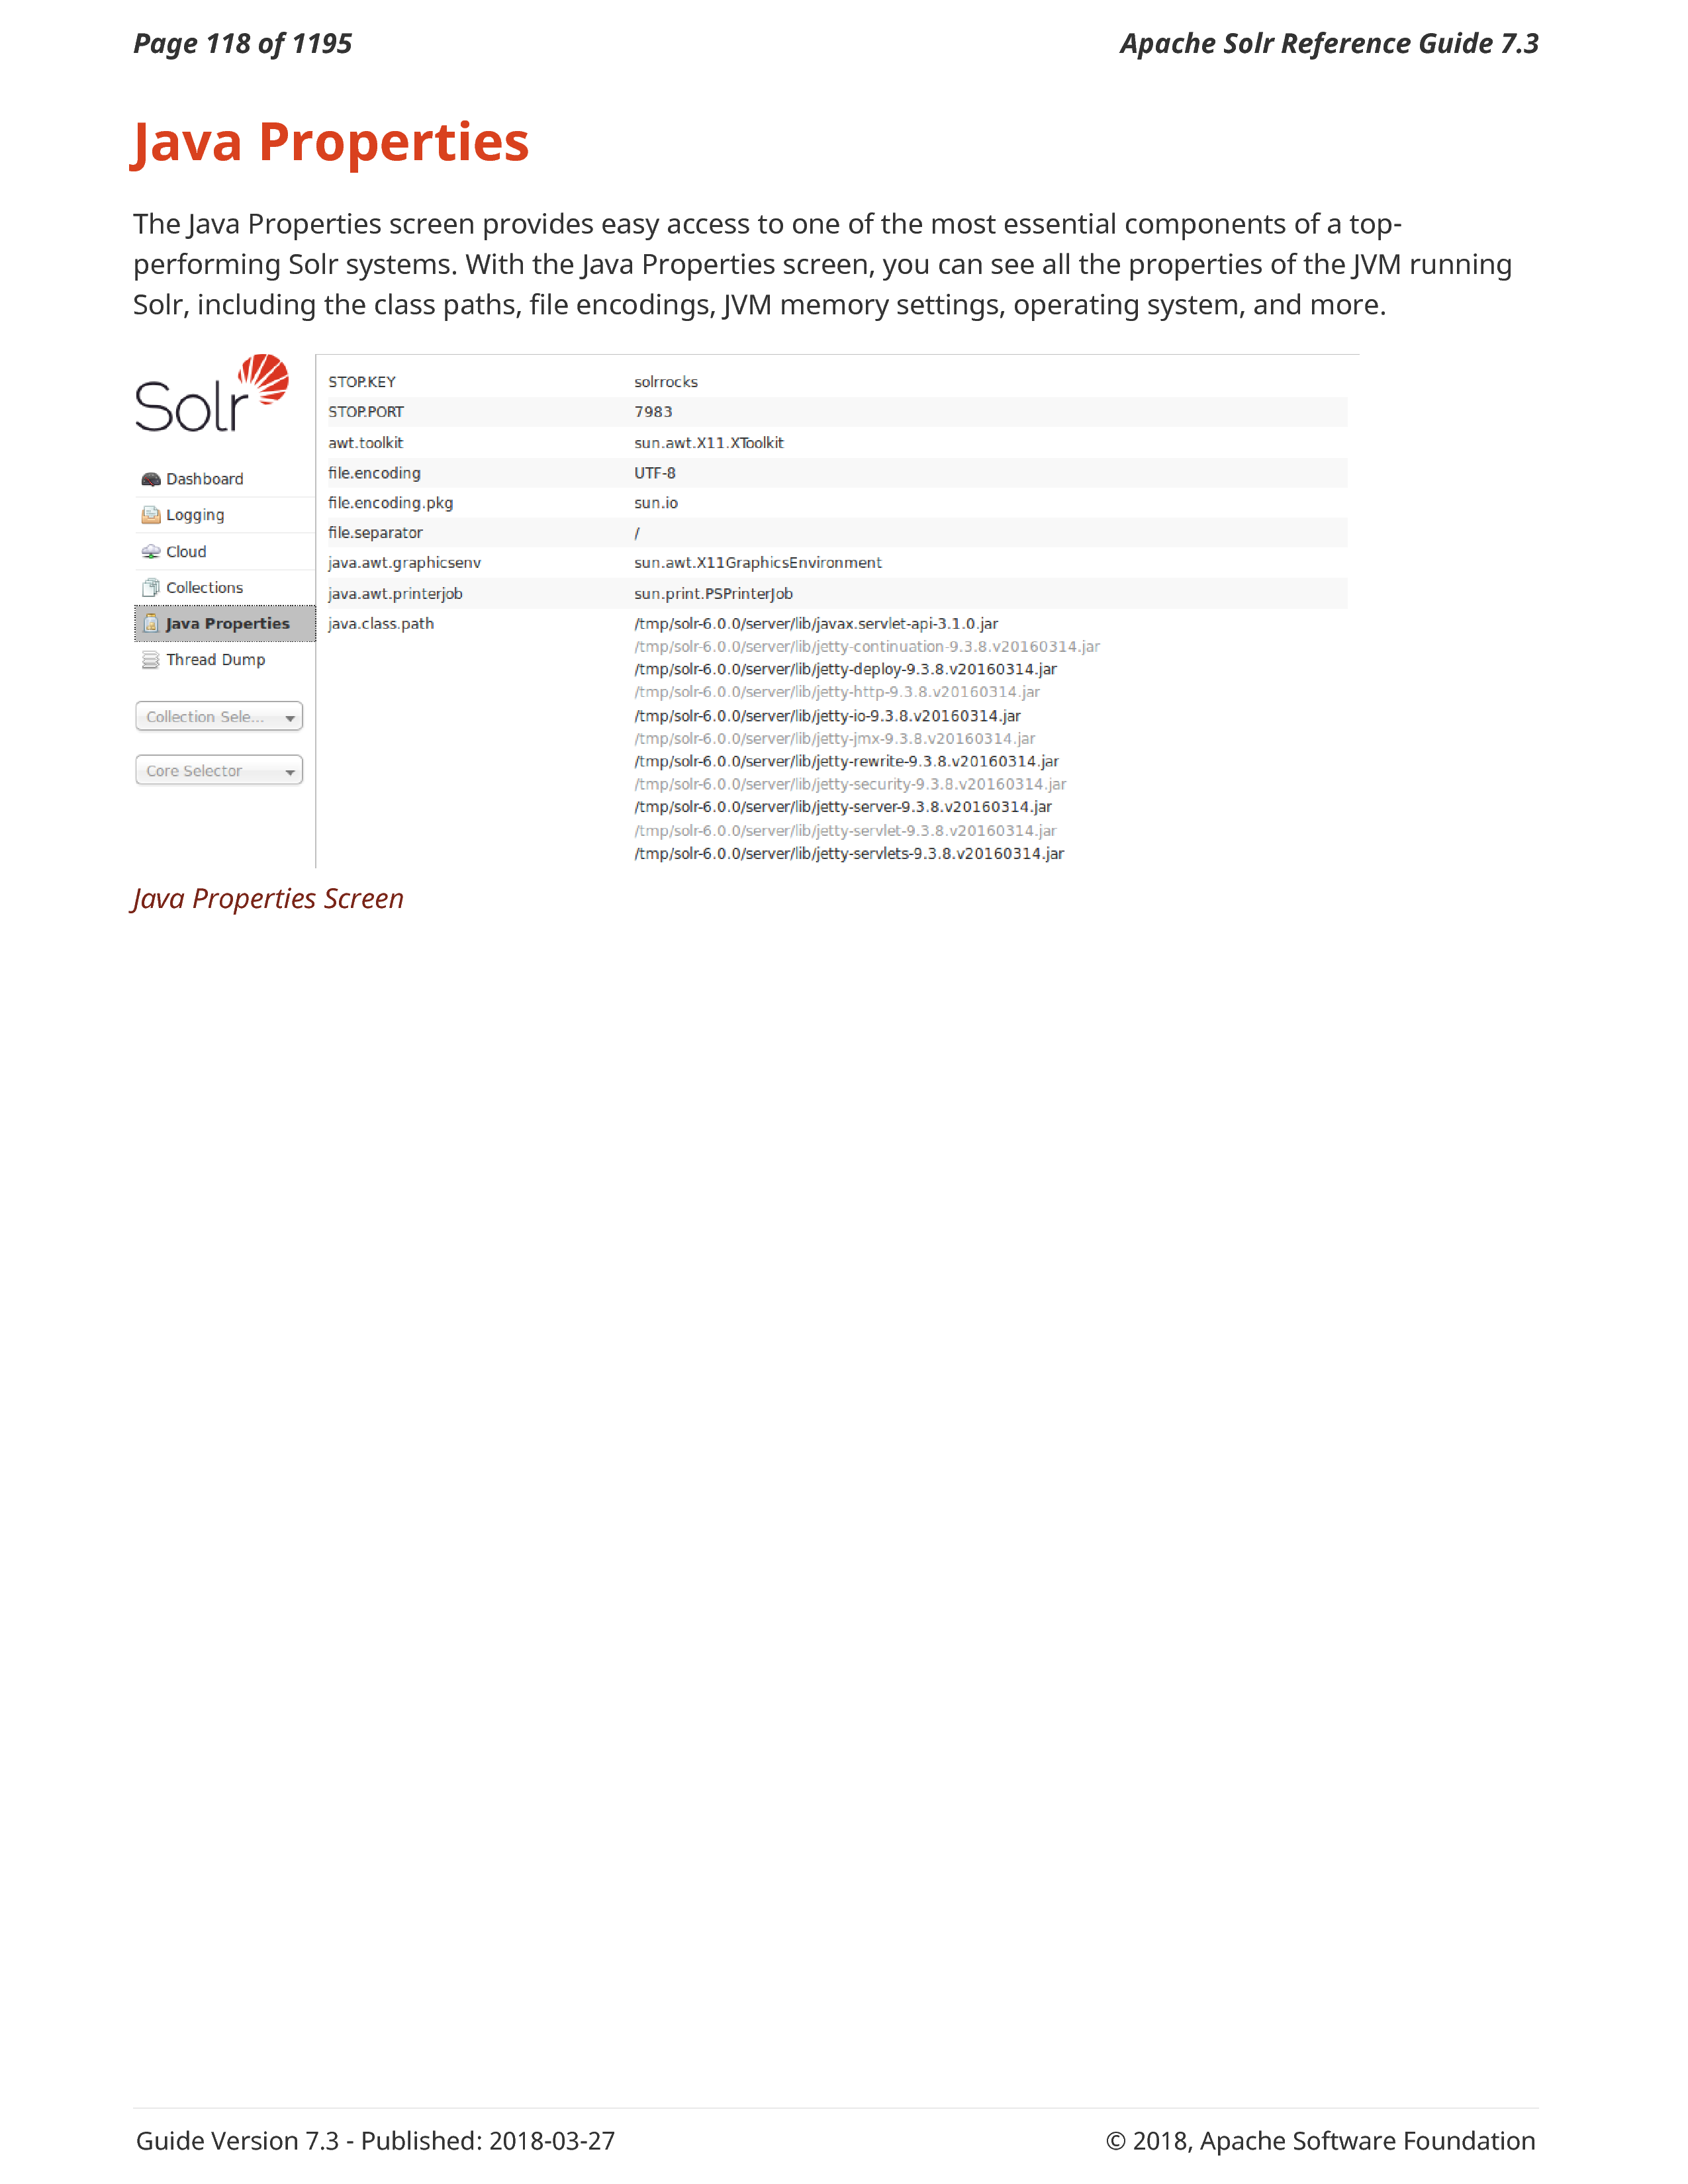 Page 118 of 1195
Apache Solr Reference Guide 7.3
Java Properties
The Java Properties screen provides easy access to one of the most essential components of a top-
performing Solr systems. With the Java Properties screen, you can see all the properties of the JVM running
Solr, including the class paths, file encodings, JVM memory settings, operating system, and more.
Solr
Dashboard
Logging
Cloud
Collections
Java Properties
Thread Dump
Collection Sele...
Core Selector
STOP.KEY solrrocks
STOP.PORT 7983
awt.toolkit sun.awt.X11.XToolkit
file.encoding UTF-8
file.encoding.pkg sun.io
file.separator /
java.awt.graphicsenv sun.awt.X11GraphicsEnvironment
java.awt.printerjob sun.print.PSPrinterJob
java.class.path /tmp/solr-6.0.0/server/lib/javax.servlet-api-3.1.0.jar
/tmp/solr-6.0.0/server/lib/jetty-continuation-9.3.8.v20160314.jar
/tmp/solr-6.0.0/server/lib/jetty-deploy-9.3.8.v20160314.jar
/tmp/solr-6.0.0/server/lib/jetty-http-9.3.8.v20160314.jar
/tmp/solr-6.0.0/server/lib/jetty-io-9.3.8.v20160314.jar
/tmp/solr-6.0.0/server/lib/jetty-jmx-9.3.8.v20160314.jar
/tmp/solr-6.0.0/server/lib/jetty-rewrite-9.3.8.v20160314.jar
/tmp/solr-6.0.0/server/lib/jetty-security-9.3.8.v20160314.jar
/tmp/solr-6.0.0/server/lib/jetty-server-9.3.8.v20160314.jar
/tmp/solr-6.0.0/server/lib/jetty-servlet-9.3.8.v20160314.jar
/tmp/solr-6.0.0/server/lib/jetty-servlets-9.3.8.v20160314.jar
Java Properties Screen
Guide Version 7.3 - Published: 2018-03-27
© 2018, Apache Software Foundation